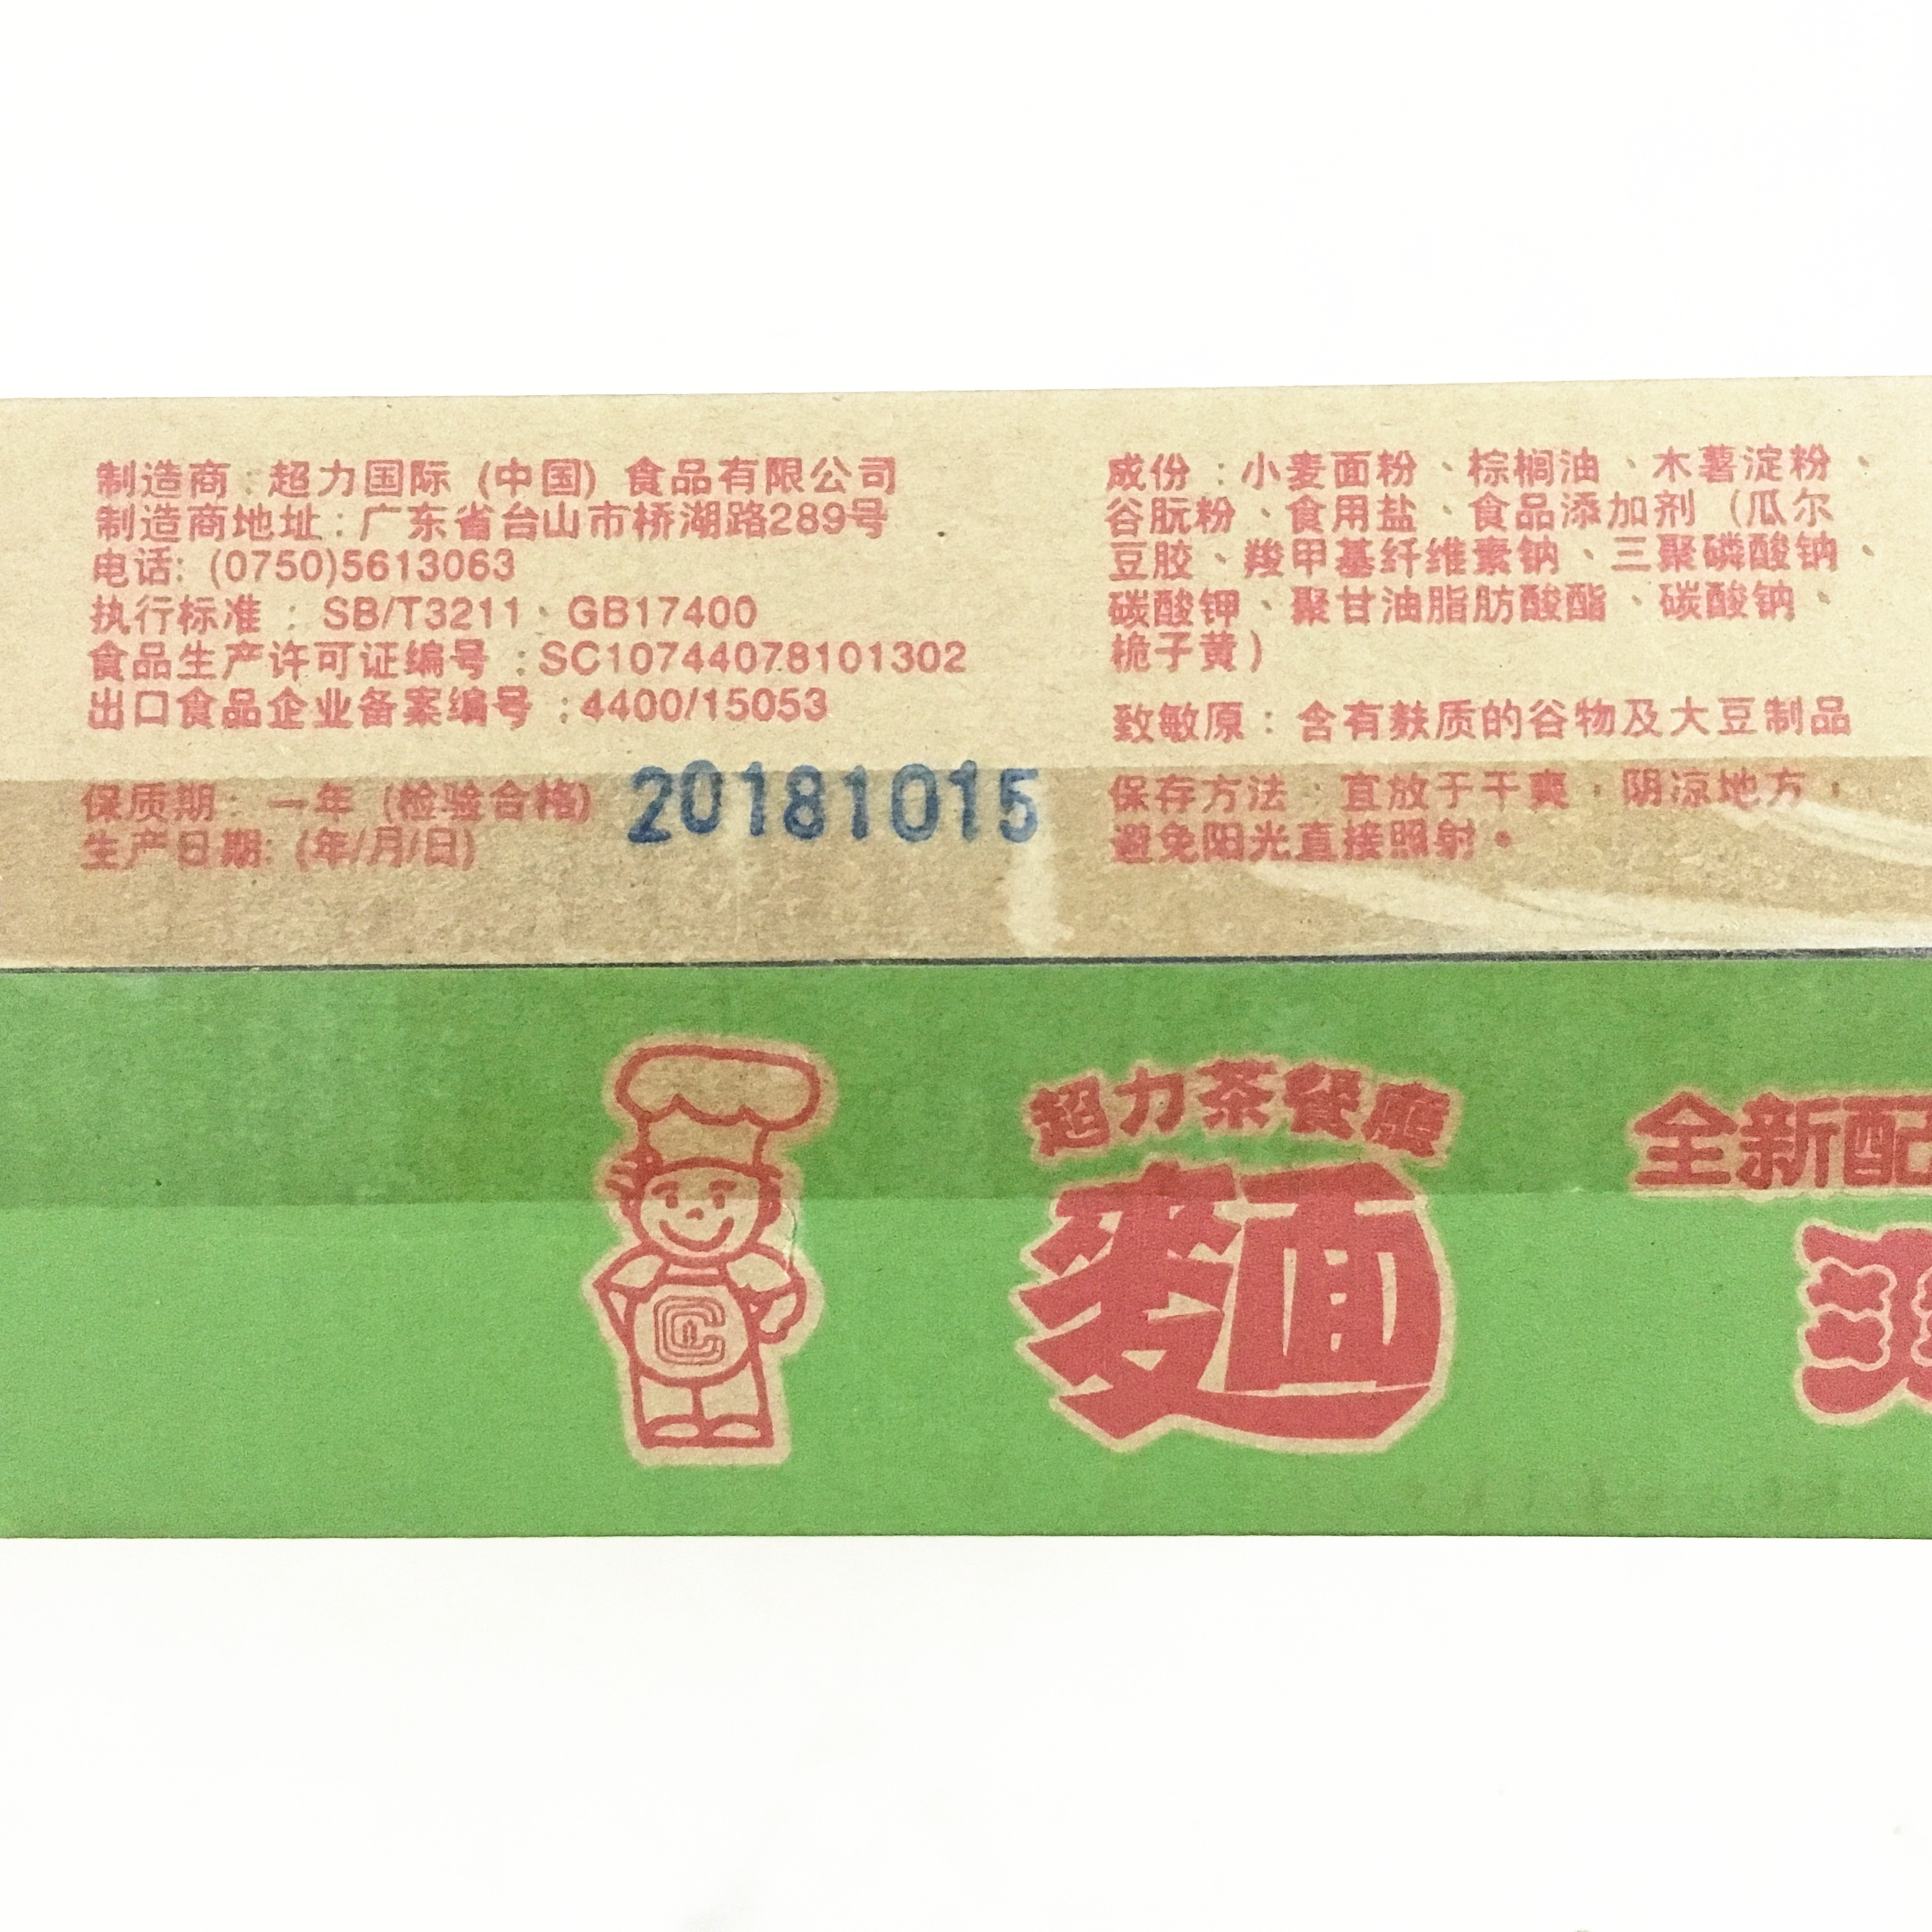 制造商：超力国际 (中国) 食品有限公司
制造商地址：广东省台山市桥湖路289号
电话: (0750)5613063
执行标准：SB/T3211、GB17400
食品生产许可证编号：SC10744078101302
出口食品企业备案编号：4400/15053
保质期：一年 (检验合格)
生产日期: (年/月/日)
20181015
成份：小麦面粉、棕榈油、木薯淀粉、
谷朊粉、食用盐、食品添加剂（瓜尔
豆胶、羧甲基纤维素钠、三聚磷酸钠、
碳酸钾、聚甘油脂肪酸酯、碳酸钠、
桅子黄）
致敏原：含有麸质的谷物及大豆制品
保存方法：宜放于干爽，阴凉地方，
避免阳光直接照射。
超力茶餐廳
麵
全新配
爽